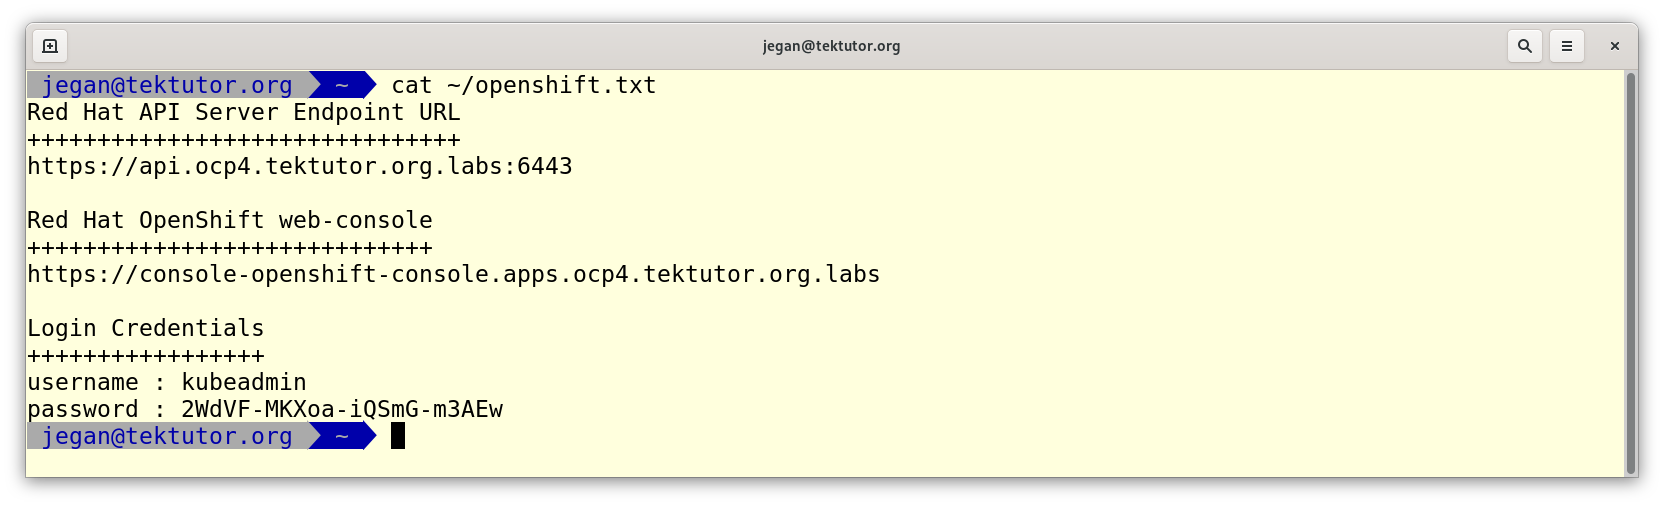 jegan@tektutor.org
jegan@tektutor.org ~ cat ~/openshift.txt
Red Hat API Server Endpoint URL
+++++++++++++++++++++++++++++++
https://api.ocp4.tektutor.org.labs:6443
Red Hat OpenShift web-console
+++++++++++++++++++++++++++++
https://console-openshift-console.apps.ocp4.tektutor.org.labs
Login Credentials
+++++++++++++++++
username : kubeadmin
password : 2WdVF-MKXoa-iQSmG-m3AEw
jegan@tektutor.org ~